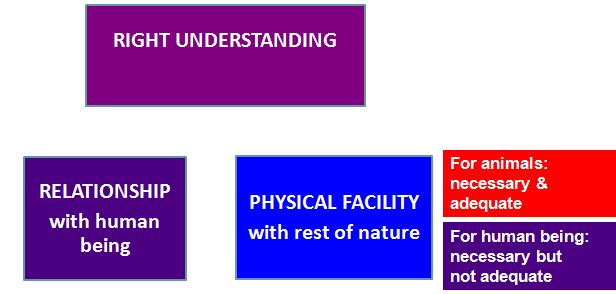 RIGHT UNDERSTANDING
RELATIONSHIP
with human
being
PHYSICAL FACILITY
with rest of nature
For animals:
necessary &
adequate
For human being:
necessary but
not adequate